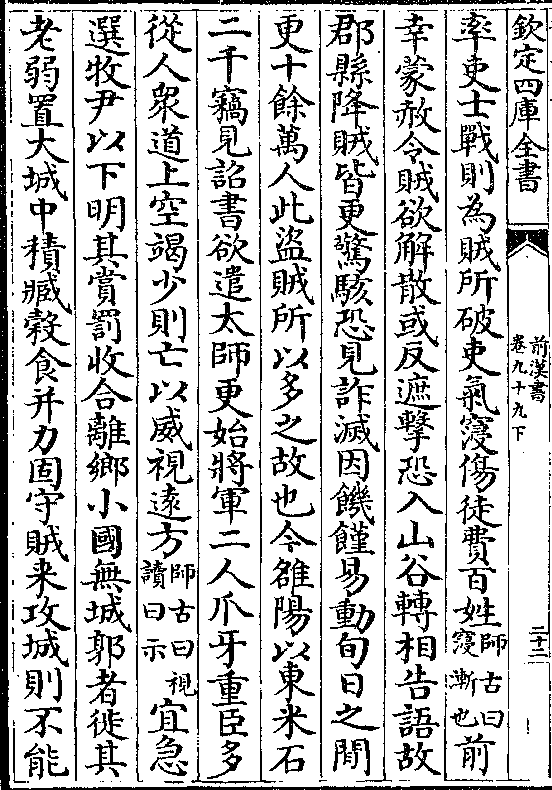 欽定四庫全書
前漢書
卷九十九下
二十二
率吏士戰則為賊所破吏氣寖傷徒費百姓師古曰寖漸也前
幸蒙赦令賊欲解散或反遮擊恐入山谷轉相告語故
郡縣降賊皆更驚駭恐見詐滅因饑饉易動旬日之間
更十餘萬人此盜賊所以多之故也今雒陽以東米石
二千竊見詔書欲遣太師更始將軍二人爪牙重臣多
從人衆道上空竭少則亡以威視遠方師古曰視讀曰示宜急
選牧尹以下明其賞罰收合離鄉小國無城郭者徙其
老弱置大城中積臧榖食并力固守賊来攻城則不能